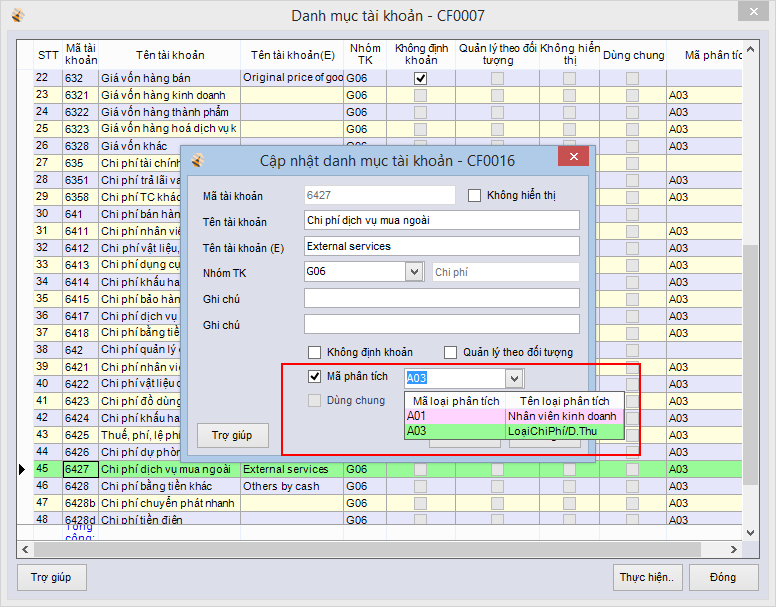 Danh mục tài khoản - CF0007
STT Mã tài khoản Tên tài khoản Tên tài khoản(E) Nhóm TK Không định khoản Quản lý theo đối tượng Không hiển thị Dùng chung Mã phân tíc
22 632 Giá vốn hàng bán Original price of goo G06
23 6321 Giá vốn hàng kinh doanh G06 A03
24 6322 Giá vốn hàng thành phẩm G06 A03
25 6323 Giá vốn hàng hoá dịch vụ k G06 A03
26 6328 Giá vốn khác G06 A03
27 635 Chi phí tài chính
28 6351 Chi phí trả lãi va A03
29 6358 Chi phí TC khác A03
30 641 Chi phí bán hàn
31 6411 Chi phí nhân viê A03
32 6412 Chi phí vật liệu, A03
33 6413 Chi phí dụng cụ A03
34 6414 Chi phí khấu ha A03
35 6415 Chi phí bảo hàn A03
36 6417 Chi phí dịch vụ A03
37 6418 Chi phí bằng tiề A03
38 642 Chi phí quản lý
39 6421 Chi phí nhân viê A03
40 6422 Chi phí vật liệu A03
41 6423 Chi phí đồ dùng A03
42 6424 Chi phí khấu ha A03
43 6425 Thuế, phí, lệ phí A03
44 6426 Chi phí dự phòn A03
45 6427 Chi phí dịch vụ mua ngoài External services G06 A03
46 6428 Chi phí bằng tiền khác Others by cash G06 A03
47 6428b Chi phí chuyển phát nhanh G06 A03
48 6428d Chi phí tiền điện G06 A03
Tổng cộng:
Cập nhật danh mục tài khoản - CF0016
Mã tài khoản 6427 Không hiển thị
Tên tài khoản Chi phí dịch vụ mua ngoài
Tên tài khoản (E) External services
Nhóm TK G06 Chi phí
Ghi chú
Ghi chú
Không định khoản Quản lý theo đối tượng
Mã phân tích A03
Dùng chung
Mã loại phân tích Tên loại phân tích
A01 Nhân viên kinh doanh
A03 LoạiChiPhí/D.Thu
Trợ giúp
Trợ giúp Thực hiện.. Đóng